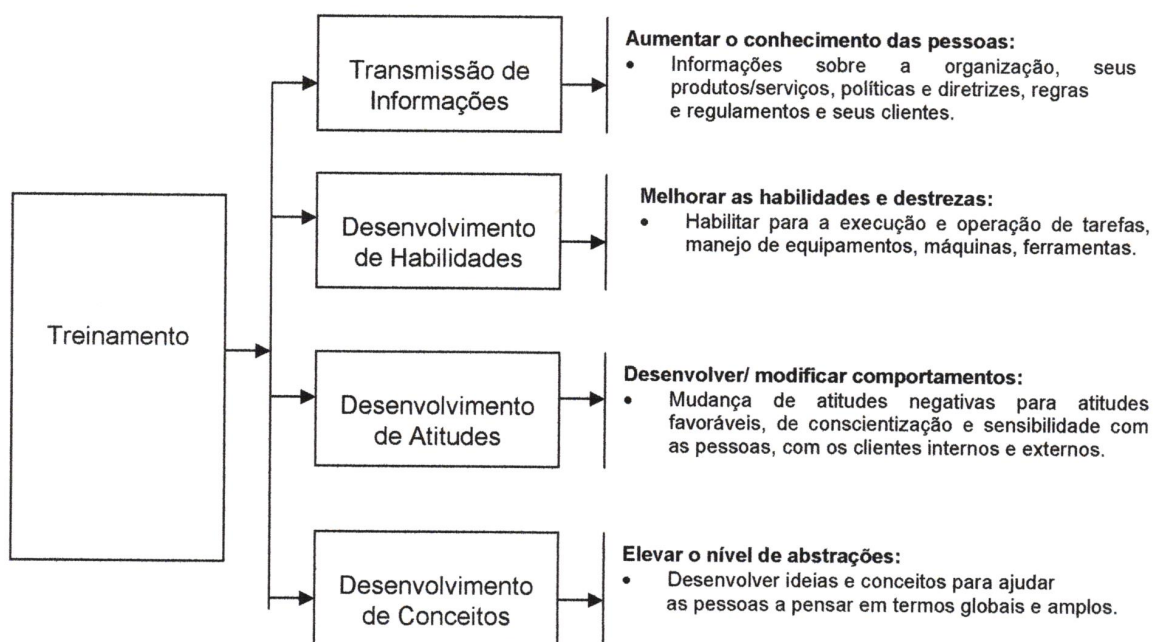 Treinamento
Transmissão de
Informações
Aumentar o conhecimento das pessoas:
• Informações sobre a organização, seus
produtos/serviços, políticas e diretrizes, regras
e regulamentos e seus clientes.
Desenvolvimento
de Habilidades
Melhorar as habilidades e destrezas:
• Habilitar para a execução e operação de tarefas,
manejo de equipamentos, máquinas, ferramentas.
Desenvolvimento
de Atitudes
Desenvolver/ modificar comportamentos:
• Mudança de atitudes negativas para atitudes
favoráveis, de conscientização e sensibilidade com
as pessoas, com os clientes internos e externos.
Desenvolvimento
de Conceitos
Elevar o nível de abstrações:
• Desenvolver ideias e conceitos para ajudar
as pessoas a pensar em termos globais e amplos.